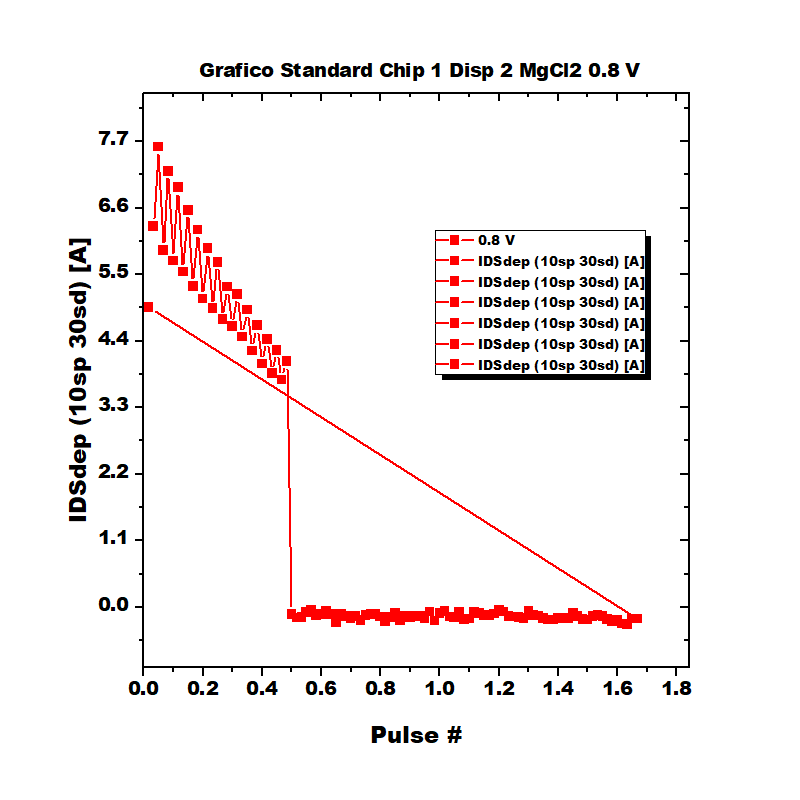 Grafico Standard Chip 1 Disp 2 MgCl2 0.8 V
IDSdep (10sp 30sd) [A]
7.7
6.6
5.5
4.4
3.3
2.2
1.1
0.0
0.8 V
IDSdep (10sp 30sd) [A]
IDSdep (10sp 30sd) [A]
IDSdep (10sp 30sd) [A]
IDSdep (10sp 30sd) [A]
IDSdep (10sp 30sd) [A]
IDSdep (10sp 30sd) [A]
0.0 0.2 0.4 0.6 0.8 1.0 1.2 1.4 1.6 1.8
Pulse #